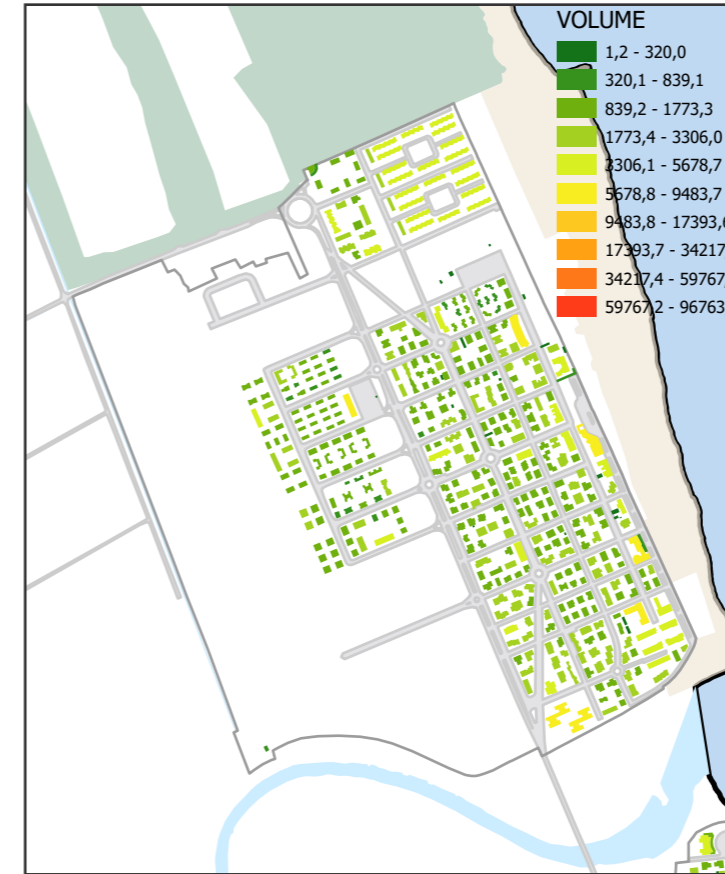 VOLUME
1,2 - 320,0
320,1 - 839,1
839,2 - 1773,3
1773,4 - 3306,0
3306,1 - 5678,7
5678,8 - 9483,7
9483,8 - 17393,6
17393,7 - 34217
34217,4 - 59767,
59767,2 - 96763